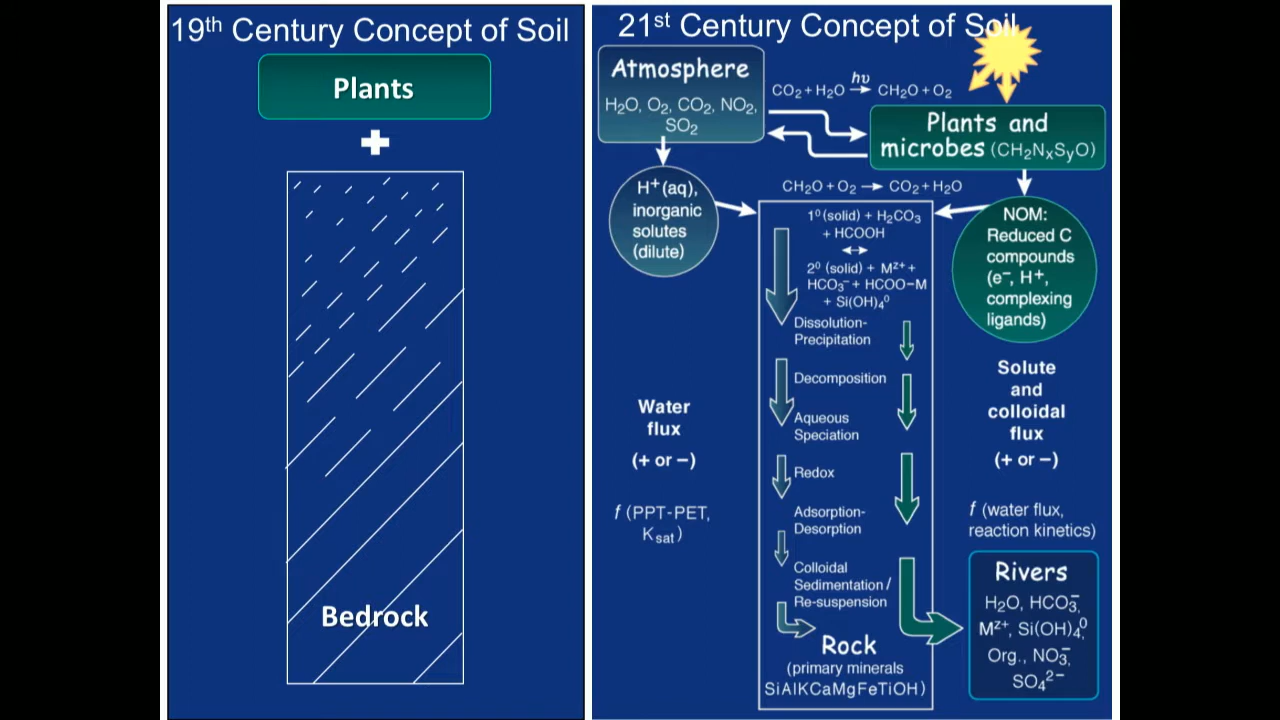 19th Century Concept of Soil
Plants
Bedrock
21st Century Concept of Soil
Atmosphere
H₂O, O₂, CO₂, NO₂,
SO₂
CO₂ + H₂O hυ→ CH₂O + O₂
Plants and
microbes (CH₂NₓSᵧO)
H⁺ (aq),
inorganic
solutes
(dilute)
CH₂O + O₂ → CO₂ + H₂O
1⁰ (solid) + H₂CO₃
+ HCOOH
↔
2⁰ (solid) + Mᶻ⁺ +
HCO₃⁻ + HCOO–M
+ Si(OH)₄⁰
NOM:
Reduced C
compounds
(e⁻, H⁺,
complexing
ligands)
Dissolution-
Precipitation
Decomposition
Aqueous
Speciation
Redox
Adsorption-
Desorption
Colloidal
Sedimentation/
Re-suspension
Rock
(primary minerals
SiAlKCaMgFeTiOH)
Water
flux
(+ or –)
f (PPT-PET,
Ksat)
Solute
and
colloidal
flux
(+ or –)
f (water flux,
reaction kinetics)
Rivers
H₂O, HCO₃⁻,
Mᶻ⁺, Si(OH)₄⁰,
Org., NO₃⁻,
SO₄²⁻